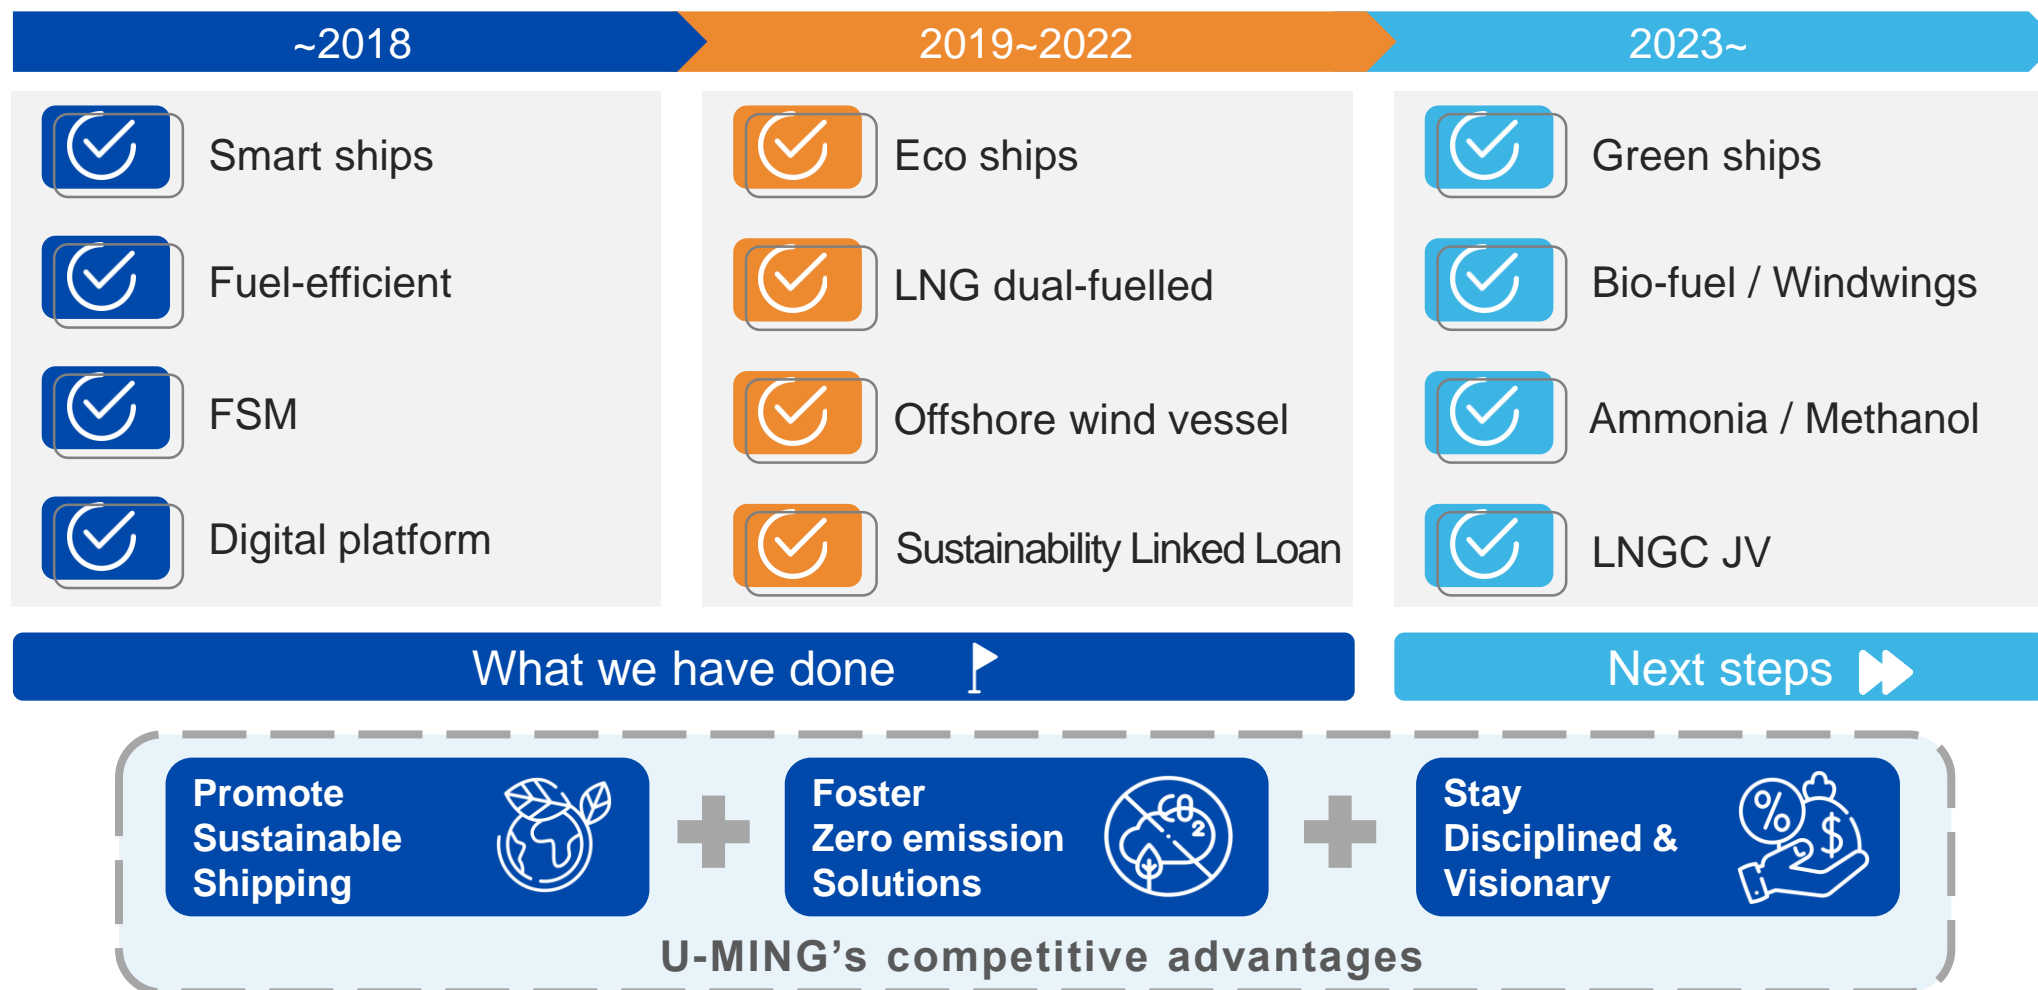 ~2018
2019~2022
2023~
Smart ships
Fuel-efficient
FSM
Digital platform
Eco ships
LNG dual-fuelled
Offshore wind vessel
Sustainability Linked Loan
Green ships
Bio-fuel / Windwings
Ammonia / Methanol
LNGC JV
What we have done
Next steps
Promote
Sustainable
Shipping
Foster
Zero emission
Solutions
CO2
Stay
Disciplined &
Visionary
%
$
U-MING's competitive advantages